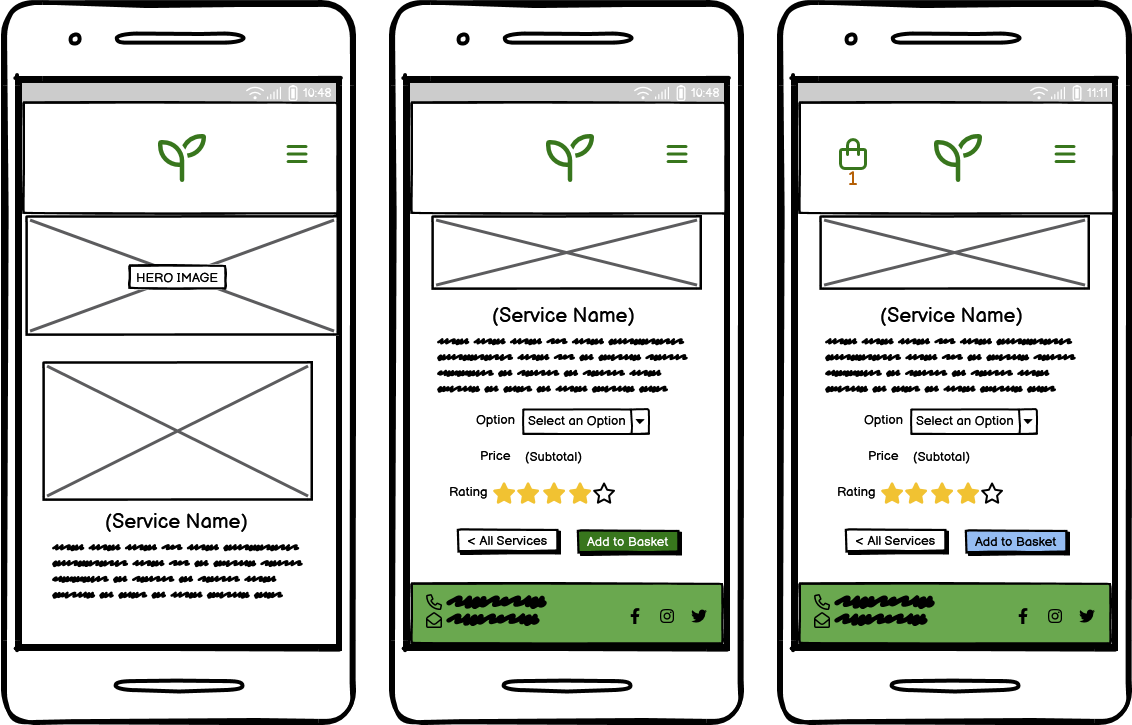 10:48
HERO IMAGE
(Service Name)
10:48
(Service Name)
Option Select an Option
Price (Subtotal)
Rating
< All Services Add to Basket
11:11
1
(Service Name)
Option Select an Option
Price (Subtotal)
Rating
< All Services Add to Basket